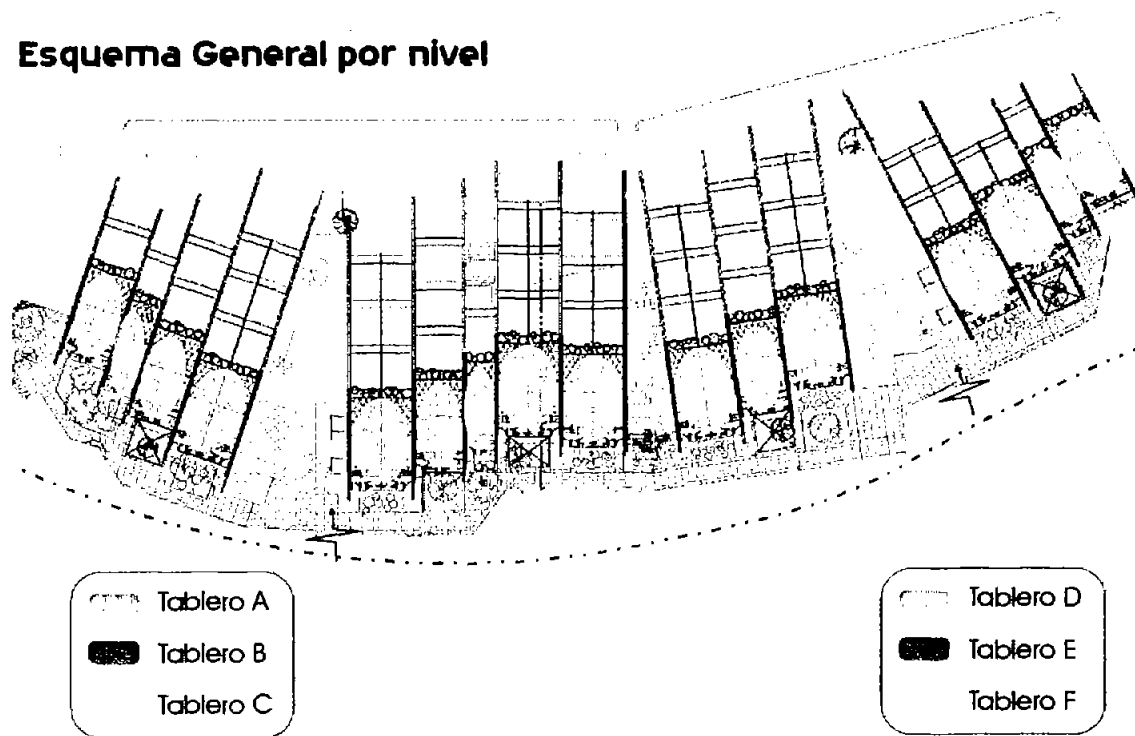 Esquema General por nivel
Tablero A
Tablero B
Tablero C
Tablero D
Tablero E
Tablero F